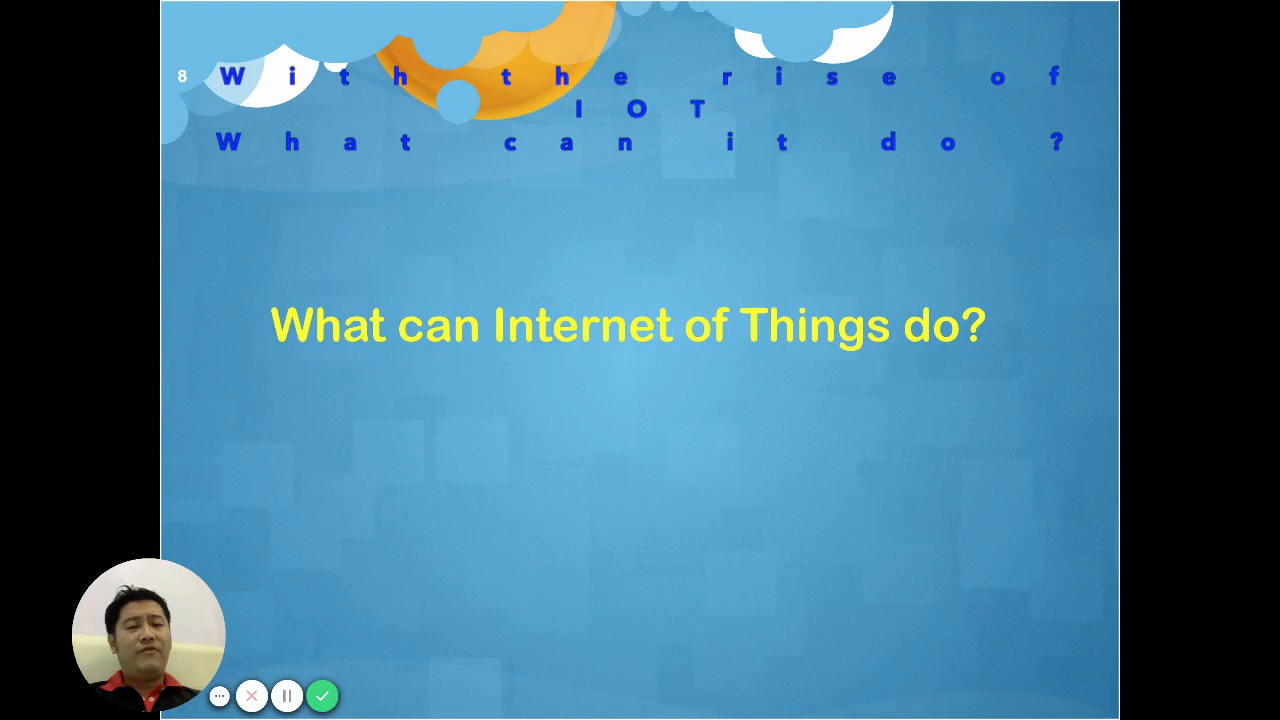 8
With the rise of
IOT
What can it do ?
What can Internet of Things do?